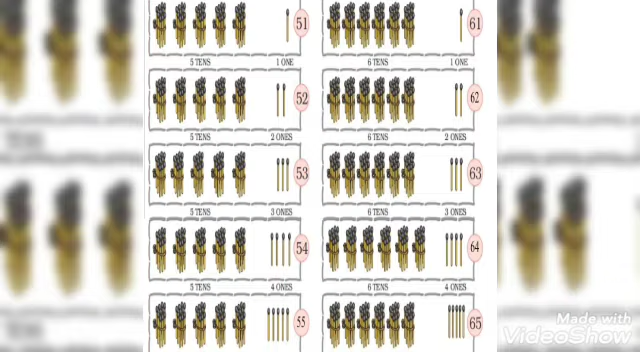 51 61
5 TENS 1 ONE 6 TENS 1 ONE
52 62
5 TENS 2 ONES 6 TENS 2 ONES
53 63
5 TENS 3 ONES 6 TENS 3 ONES
54 64
5 TENS 4 ONES 6 TENS 4 ONES
55 65
Made with
VideoShow